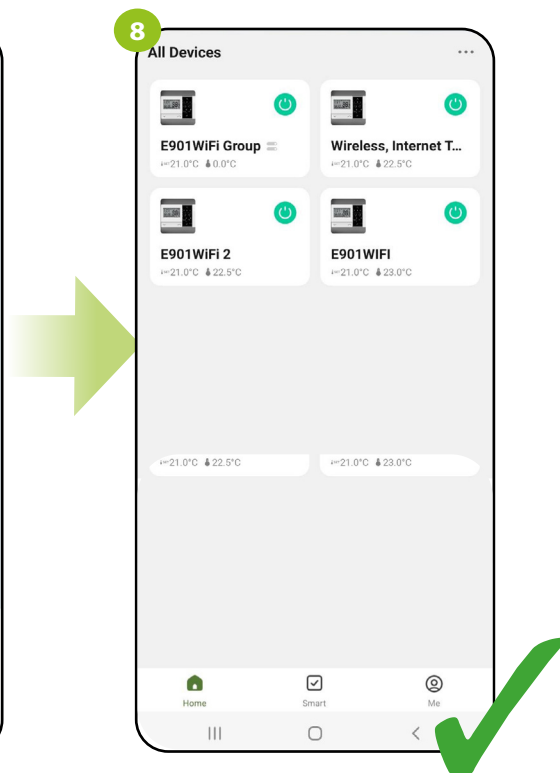 8
All Devices
E901WiFi Group
21.0°C 0.0°C
Wireless, Internet T...
21.0°C 22.5°C
E901WiFi 2
21.0°C 22.5°C
E901WIFI
21.0°C 23.0°C
21.0°C 22.5°C
21.0°C 23.0°C
Home
Smart
Me